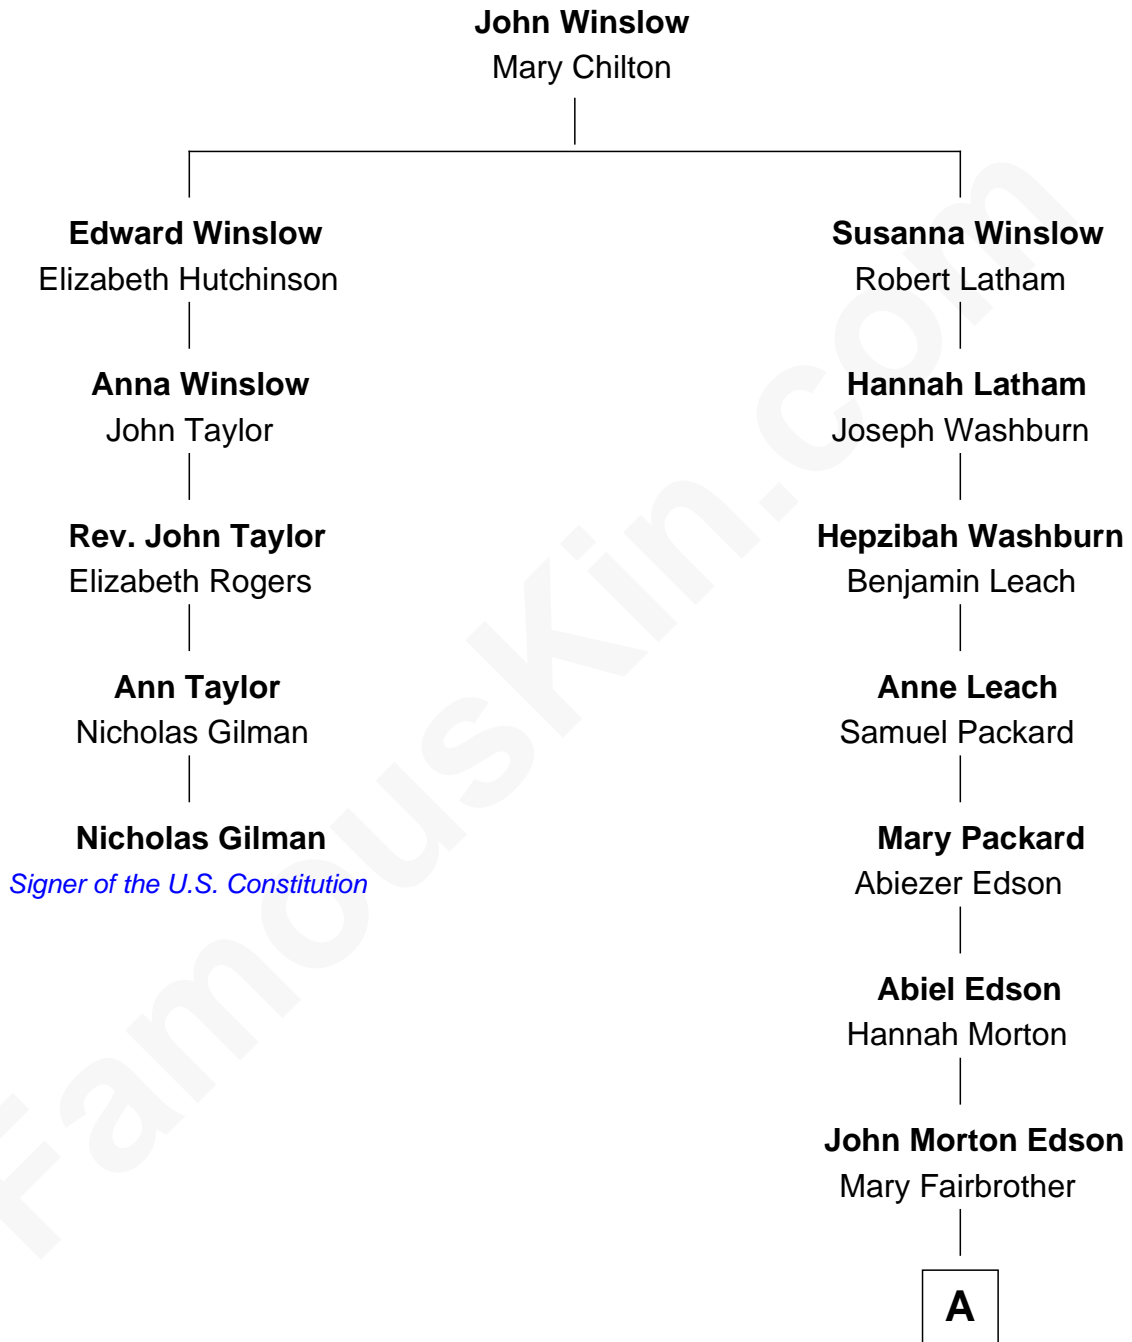 John Winslow
Mary Chilton
Edward Winslow
Elizabeth Hutchinson
Anna Winslow
John Taylor
Rev. John Taylor
Elizabeth Rogers
Ann Taylor
Nicholas Gilman
Nicholas Gilman
Signer of the U.S. Constitution
Susanna Winslow
Robert Latham
Hannah Latham
Joseph Washburn
Hepzibah Washburn
Benjamin Leach
Anne Leach
Samuel Packard
Mary Packard
Abiezer Edson
Abiel Edson
Hannah Morton
John Morton Edson
Mary Fairbrother
A
FamousKin.com